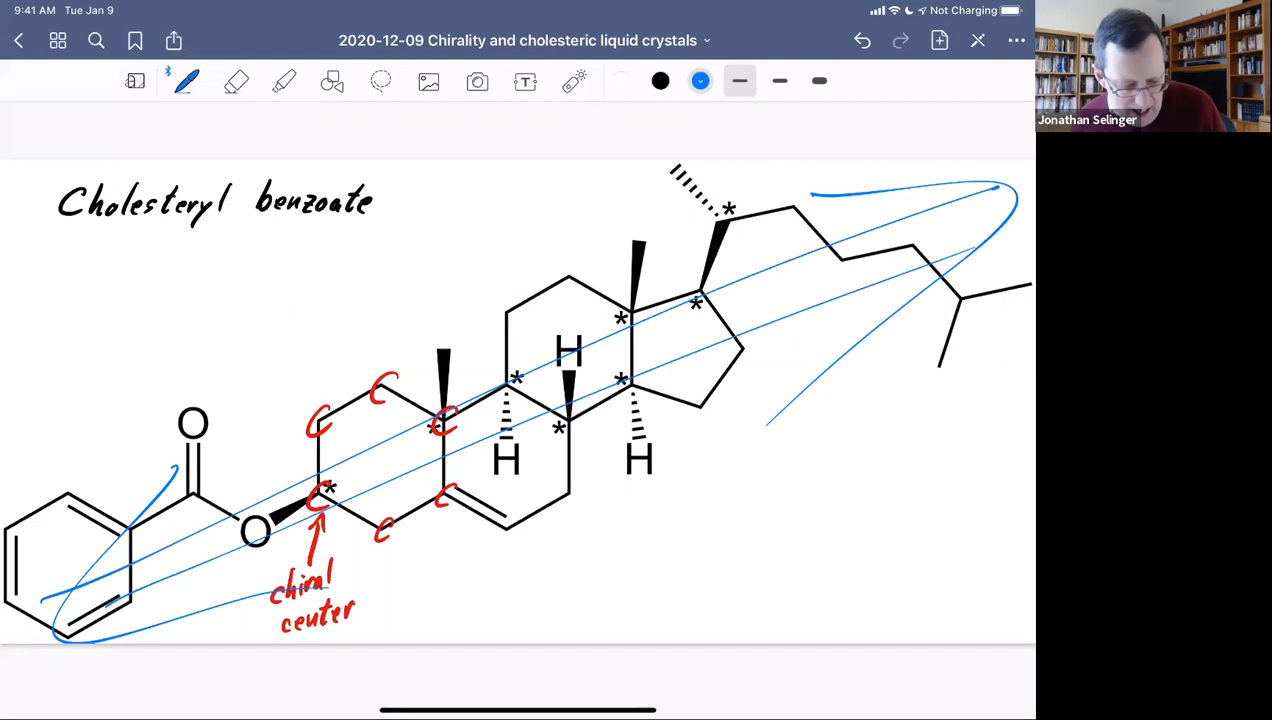 9:41 AM Tue Jan 9
Not Charging
2020-12-09 Chirality and cholesteric liquid crystals
T
Jonathan Selinger
Cholesteryl benzoate
*
*
*
H
C
*
*
C
C
*
*
O
H
H
C
*
C
O
C
chiral
center